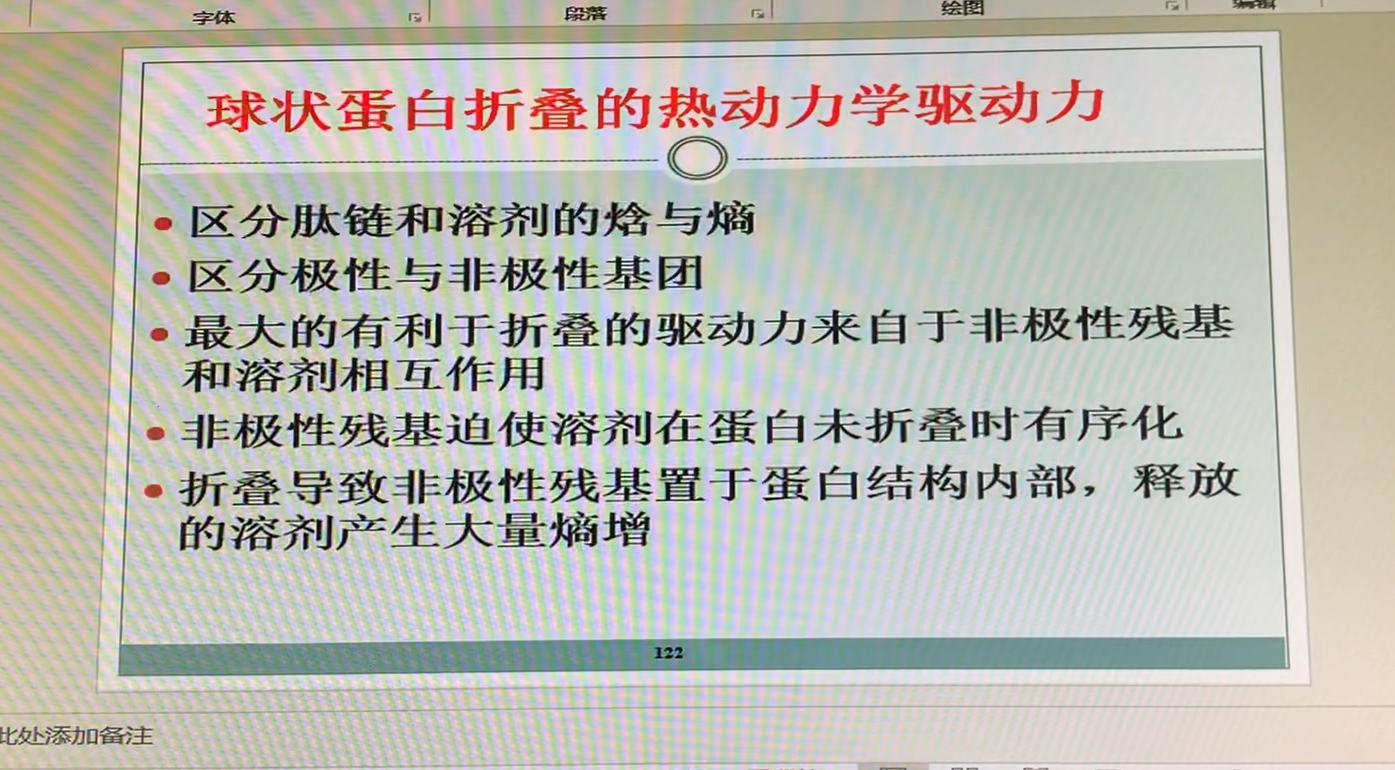 字体
段落
绘图
编辑
球状蛋白折叠的热动力学驱动力
区分肽链和溶剂的焓与熵
区分极性与非极性基团
最大的有利于折叠的驱动力来自于非极性残基
和溶剂相互作用
非极性残基迫使溶剂在蛋白未折叠时有序化
折叠导致非极性残基置于蛋白结构内部，释放
的溶剂产生大量熵增
122
此处添加备注